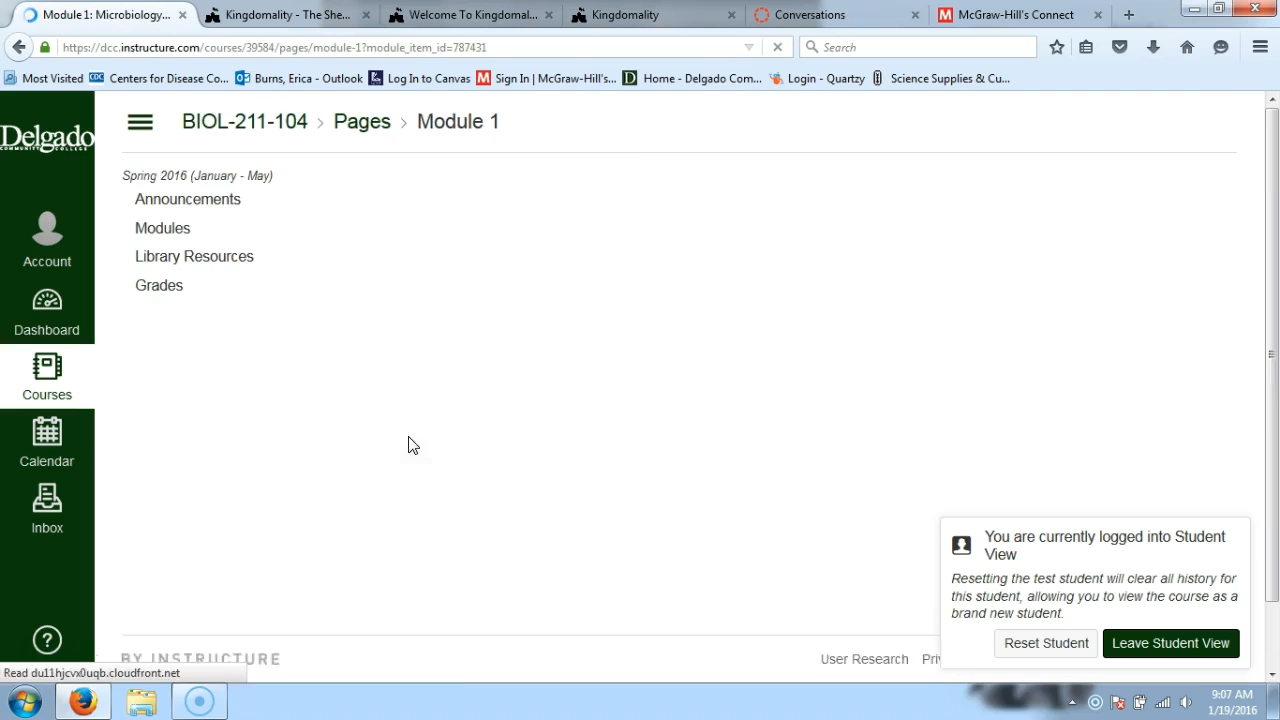 Module 1: Microbiology...
Kingdomality - The She...
Welcome To Kingdomal...
Kingdomality
Conversations
McGraw-Hill's Connect
https://dcc.instructure.com/courses/39584/pages/module-1?module_item_id=787431
Search
Most Visited
CDC Centers for Disease Co...
Burns, Erica - Outlook
Log In to Canvas
M Sign In | McGraw-Hill's...
D Home - Delgado Com...
Login - Quartzy
Science Supplies & Cu...
Delgado
COMMUNITY COLLEGE
Account
Dashboard
Courses
Calendar
Inbox
BIOL-211-104 > Pages > Module 1
Spring 2016 (January - May)
Announcements
Modules
Library Resources
Grades
You are currently logged into Student
View
Resetting the test student will clear all history for
this student, allowing you to view the course as a
brand new student.
Reset Student
Leave Student View
BY INSTRUCTURE
User Research
Pri
Read du11hjcvx0uqb.cloudfront.net
9:07 AM
1/19/2016